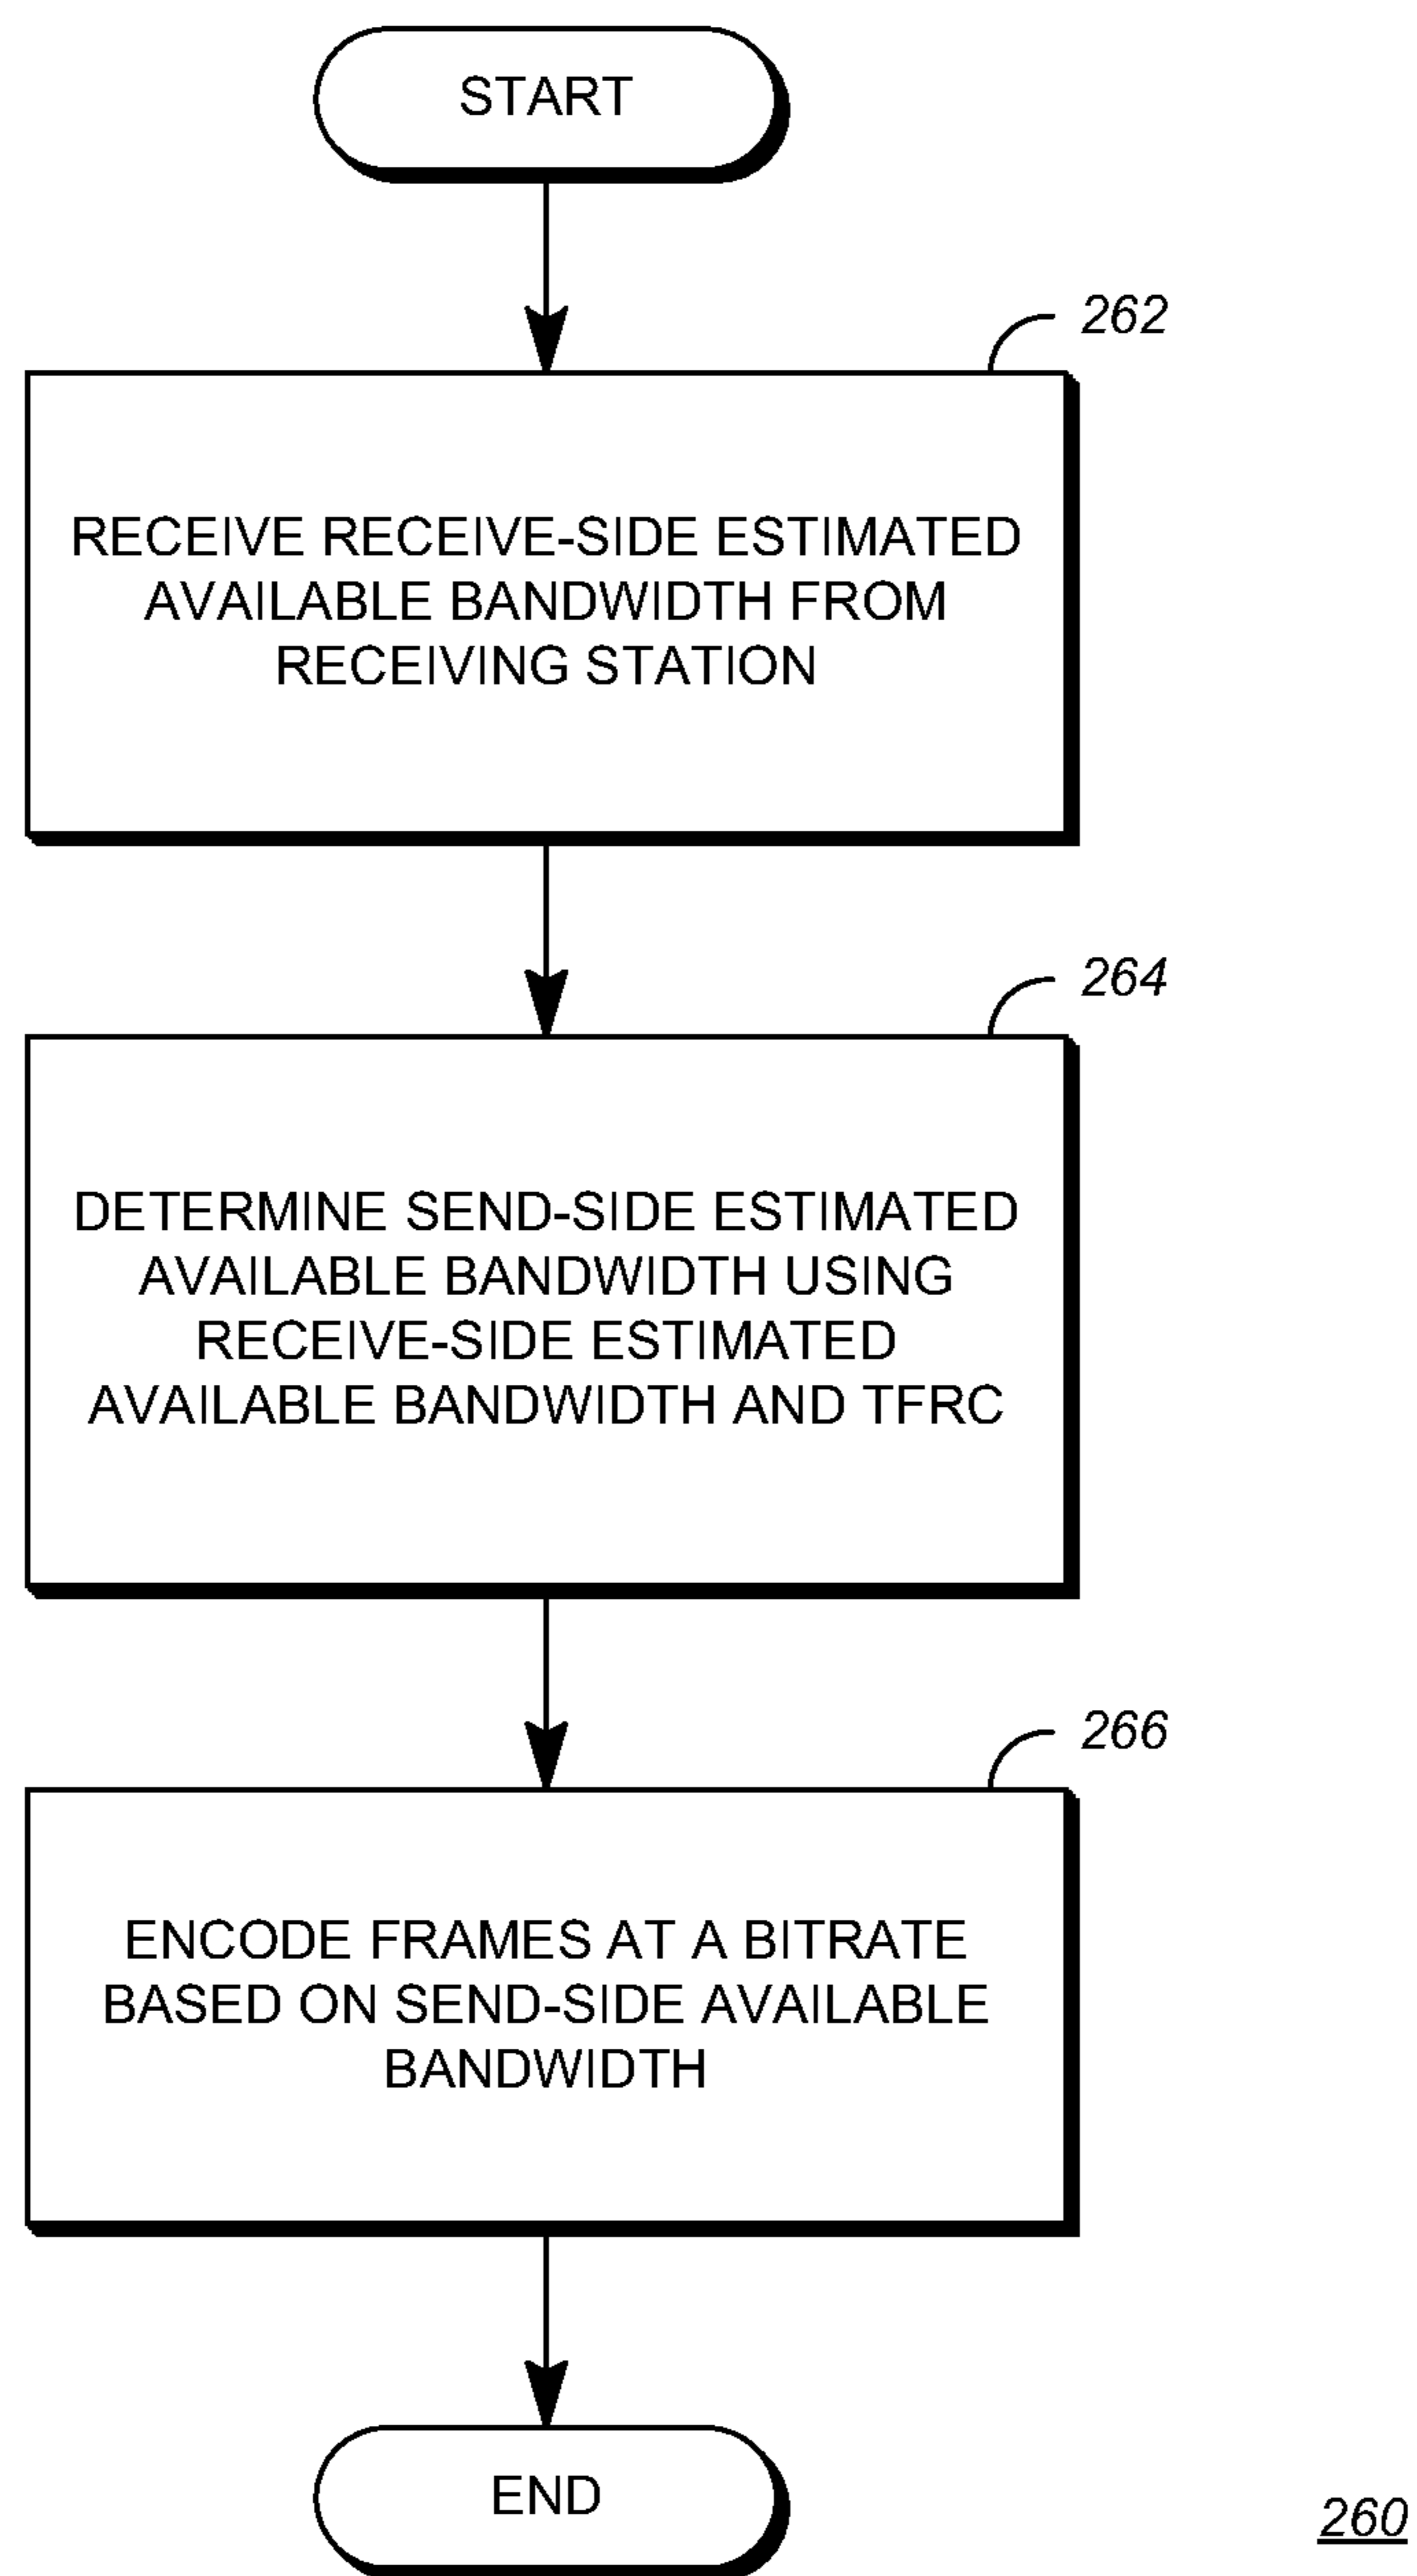 START
262
RECEIVE RECEIVE-SIDE ESTIMATED
AVAILABLE BANDWIDTH FROM
RECEIVING STATION
264
DETERMINE SEND-SIDE ESTIMATED
AVAILABLE BANDWIDTH USING
RECEIVE-SIDE ESTIMATED
AVAILABLE BANDWIDTH AND TFRC
266
ENCODE FRAMES AT A BITRATE
BASED ON SEND-SIDE AVAILABLE
BANDWIDTH
END
260